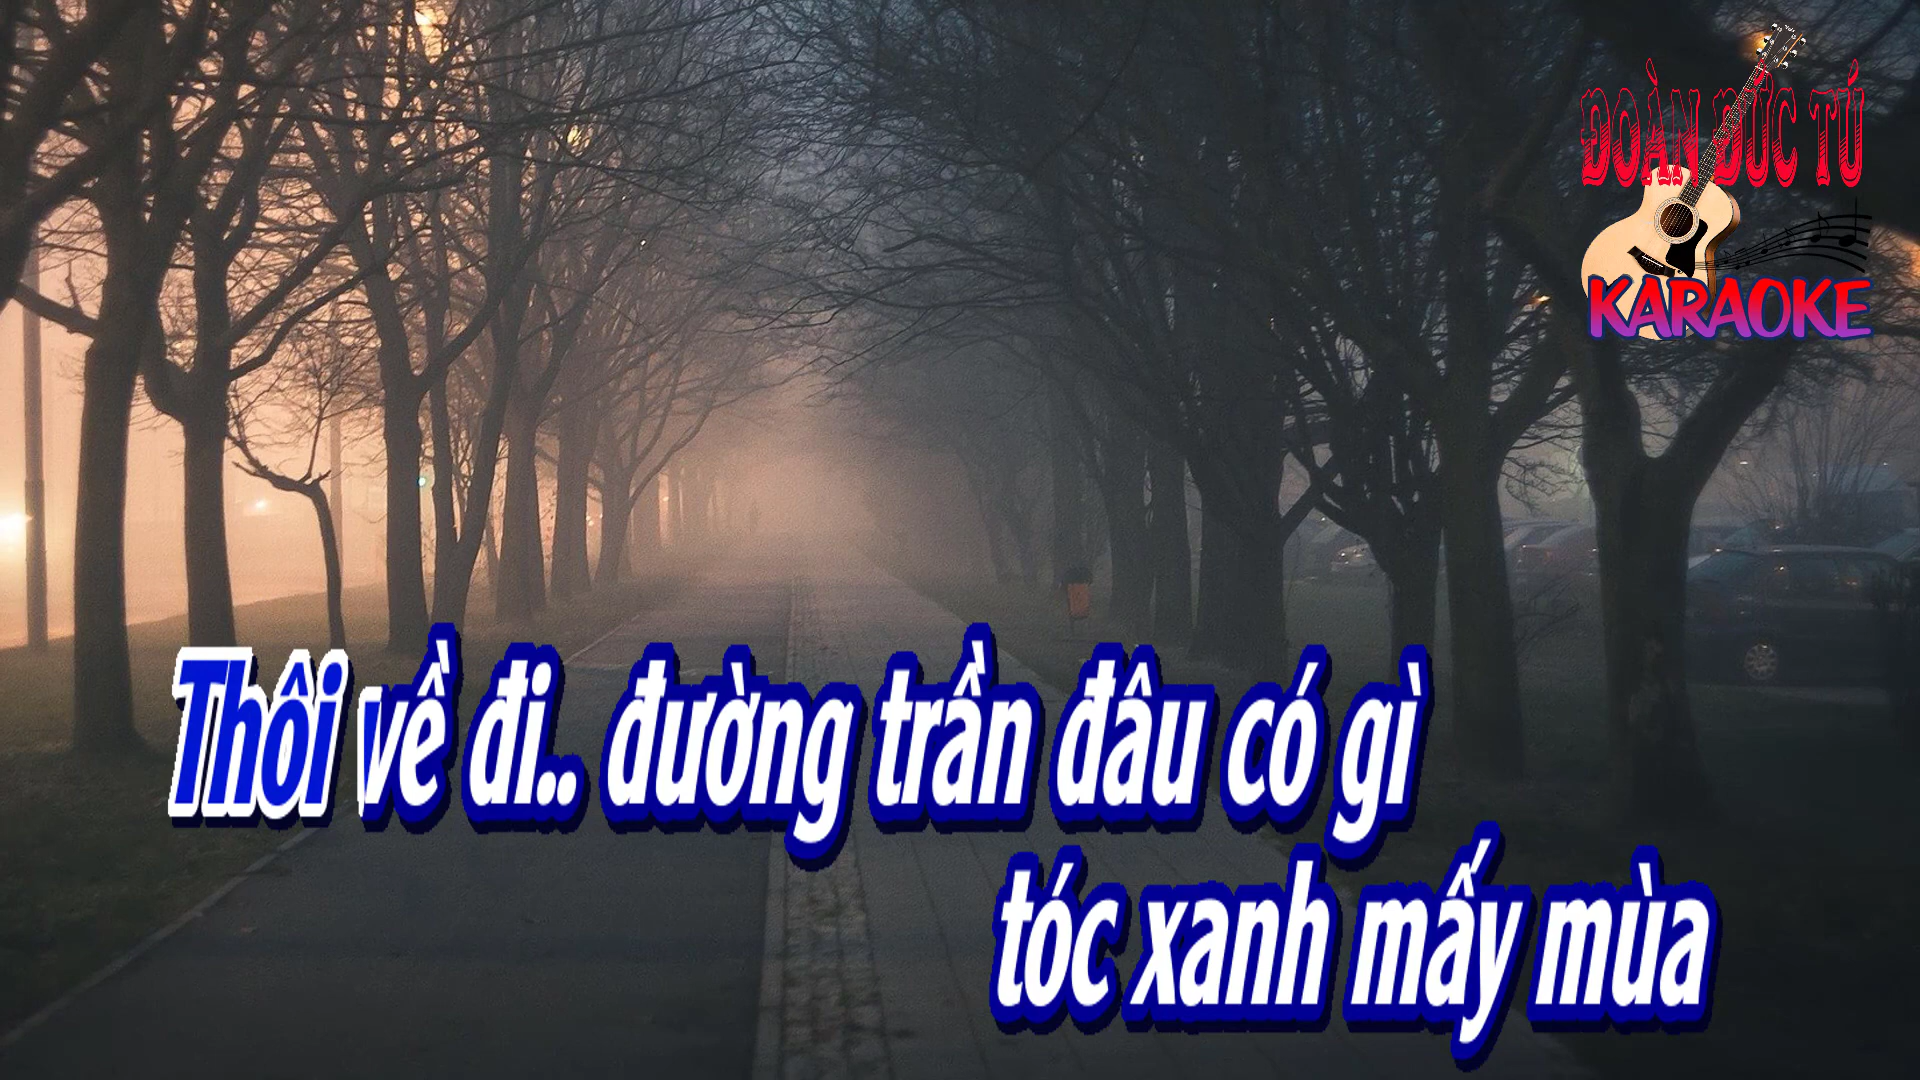 ĐOÀN ĐỨC TÚ
KARAOKE
Thôi về đi.. đường trần đâu có gì
tóc xanh mấy mùa